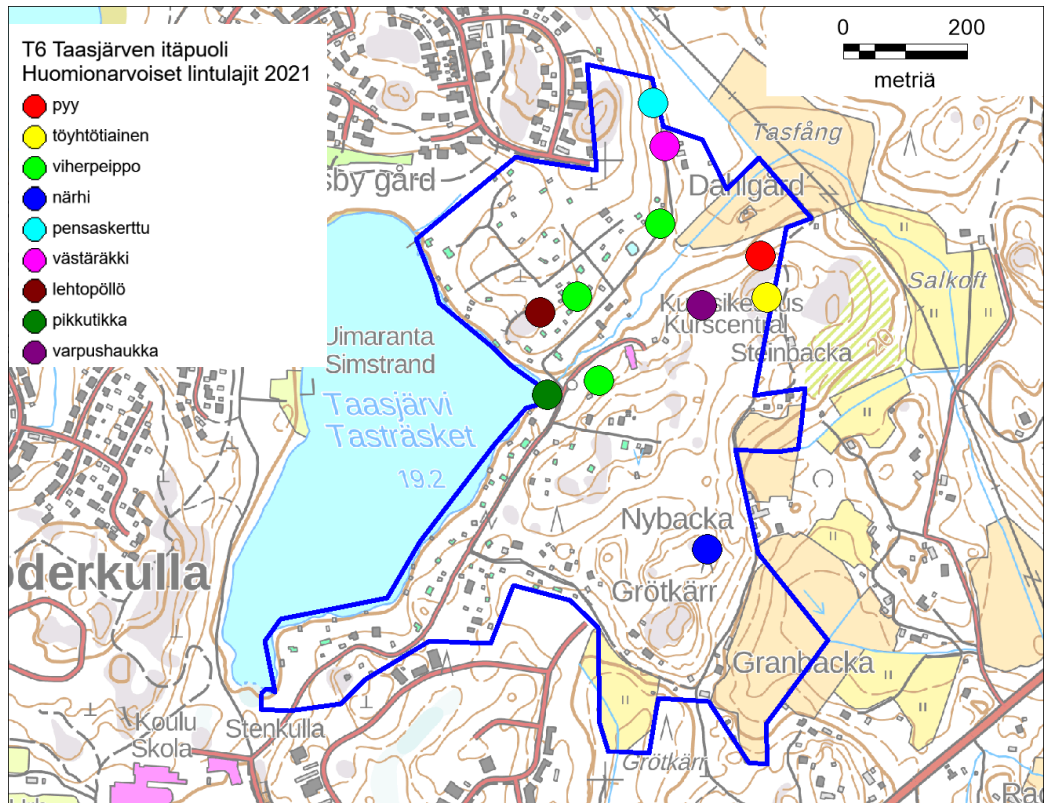 T6 Taasjärven itäpuoli
Huomionarvoiset lintulajit 2021
pyy
töyhtötiainen
viherpeippo
närhi
pensaskerttu
västäräkki
lehtopöllö
pikkutikka
varpushaukka
0 200
metriä
Tasfång
sby gård
Dahlgård
Salkoft
Kurscentral
Steinbacka
20
Uimaranta
Simstrand
Taasjärvi
Tasträsket
19.2
Nybacka
oderkulla
Grötkärr
Granbacka
Koulu
Skola
Stenkulla
Grötkärr